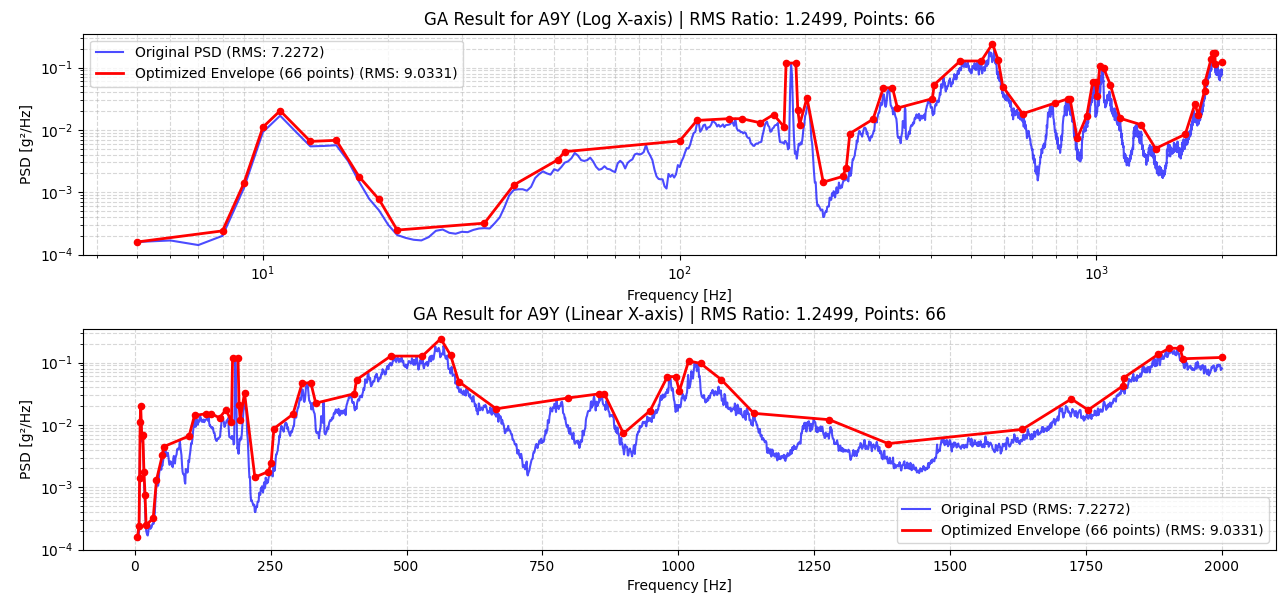 GA Result for A9Y (Log X-axis) | RMS Ratio: 1.2499, Points: 66
Original PSD (RMS: 7.2272)
Optimized Envelope (66 points) (RMS: 9.0331)
PSD [g²/Hz]
10⁻¹
10⁻²
10⁻³
10⁻⁴
10¹
10²
10³
Frequency [Hz]
GA Result for A9Y (Linear X-axis) | RMS Ratio: 1.2499, Points: 66
PSD [g²/Hz]
10⁻¹
10⁻²
10⁻³
10⁻⁴
Original PSD (RMS: 7.2272)
Optimized Envelope (66 points) (RMS: 9.0331)
0 250 500 750 1000 1250 1500 1750 2000
Frequency [Hz]